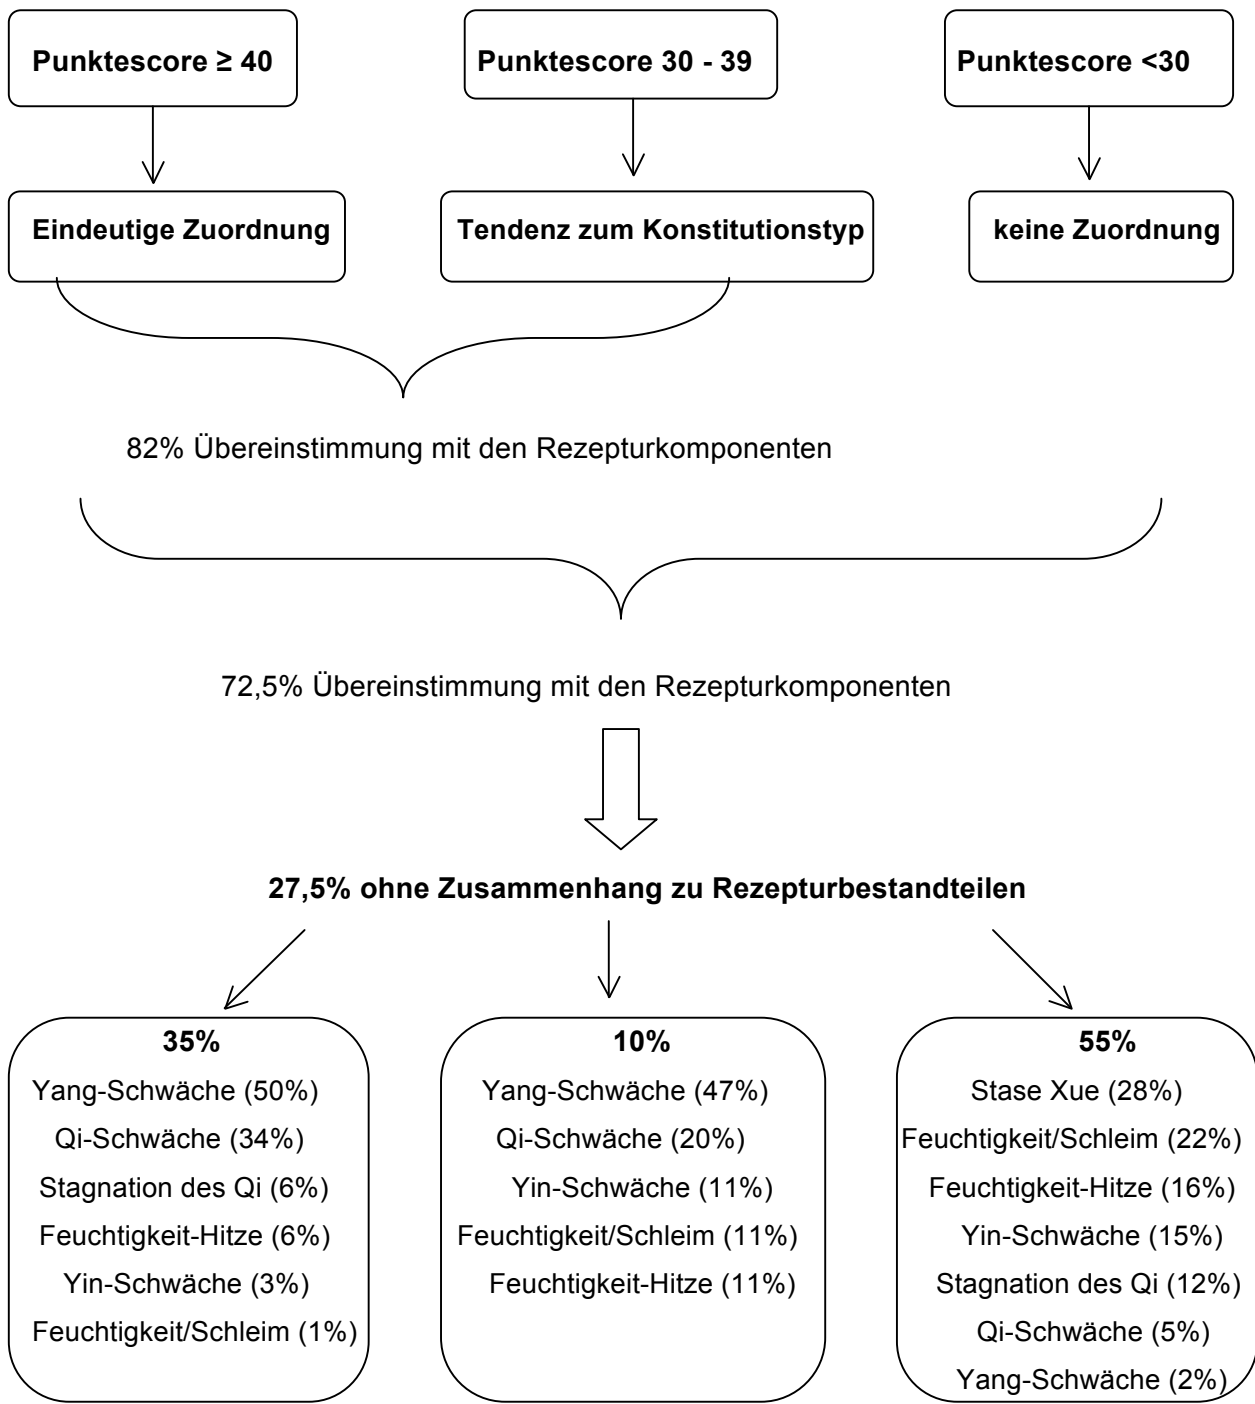 Punktescore ≥ 40
Punktescore 30 - 39
Punktescore <30
Eindeutige Zuordnung
Tendenz zum Konstitutionstyp
keine Zuordnung
82% Übereinstimmung mit den Rezepturkomponenten
72,5% Übereinstimmung mit den Rezepturkomponenten
27,5% ohne Zusammenhang zu Rezepturbestandteilen
35%
Yang-Schwäche (50%)
Qi-Schwäche (34%)
Stagnation des Qi (6%)
Feuchtigkeit-Hitze (6%)
Yin-Schwäche (3%)
Feuchtigkeit/Schleim (1%)
10%
Yang-Schwäche (47%)
Qi-Schwäche (20%)
Yin-Schwäche (11%)
Feuchtigkeit/Schleim (11%)
Feuchtigkeit-Hitze (11%)
55%
Stase Xue (28%)
Feuchtigkeit/Schleim (22%)
Feuchtigkeit-Hitze (16%)
Yin-Schwäche (15%)
Stagnation des Qi (12%)
Qi-Schwäche (5%)
Yang-Schwäche (2%)